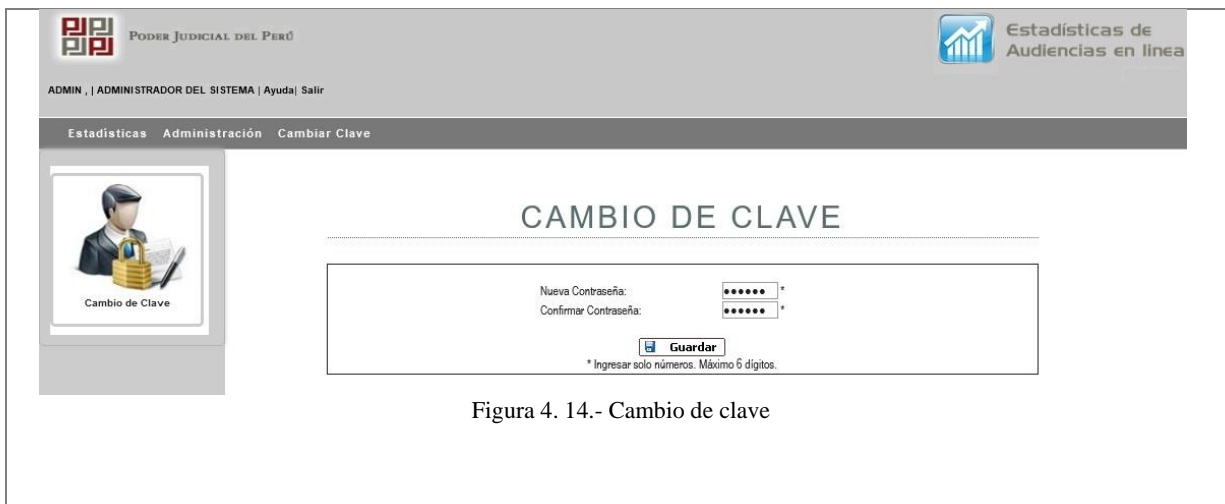 PODER JUDICIAL DEL PERÚ
Estadísticas de
Audiencias en linea
ADMIN , | ADMINISTRADOR DEL SISTEMA | Ayuda| Salir
Estadísticas Administración Cambiar Clave
CAMBIO DE CLAVE
Cambio de Clave
Nueva Contraseña: •••••• *
Confirmar Contraseña: •••••• *
Guardar
* Ingresar solo números. Máximo 6 dígitos.
Figura 4. 14.- Cambio de clave